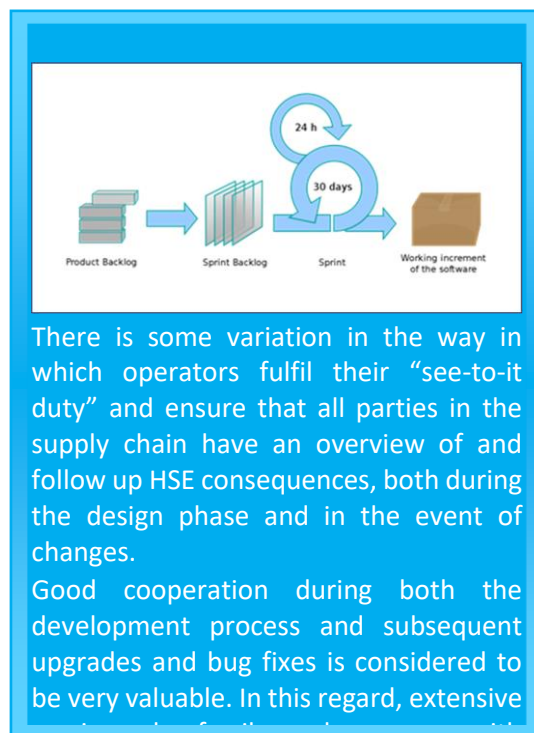 24 h
30 days
Product Backlog
Sprint Backlog
Sprint
Working increment
of the software
There is some variation in the way in
which operators fulfil their “see-to-it
duty” and ensure that all parties in the
supply chain have an overview of and
follow up HSE consequences, both during
the design phase and in the event of
changes.
Good cooperation during both the
development process and subsequent
upgrades and bug fixes is considered to
be very valuable. In this regard, extensive